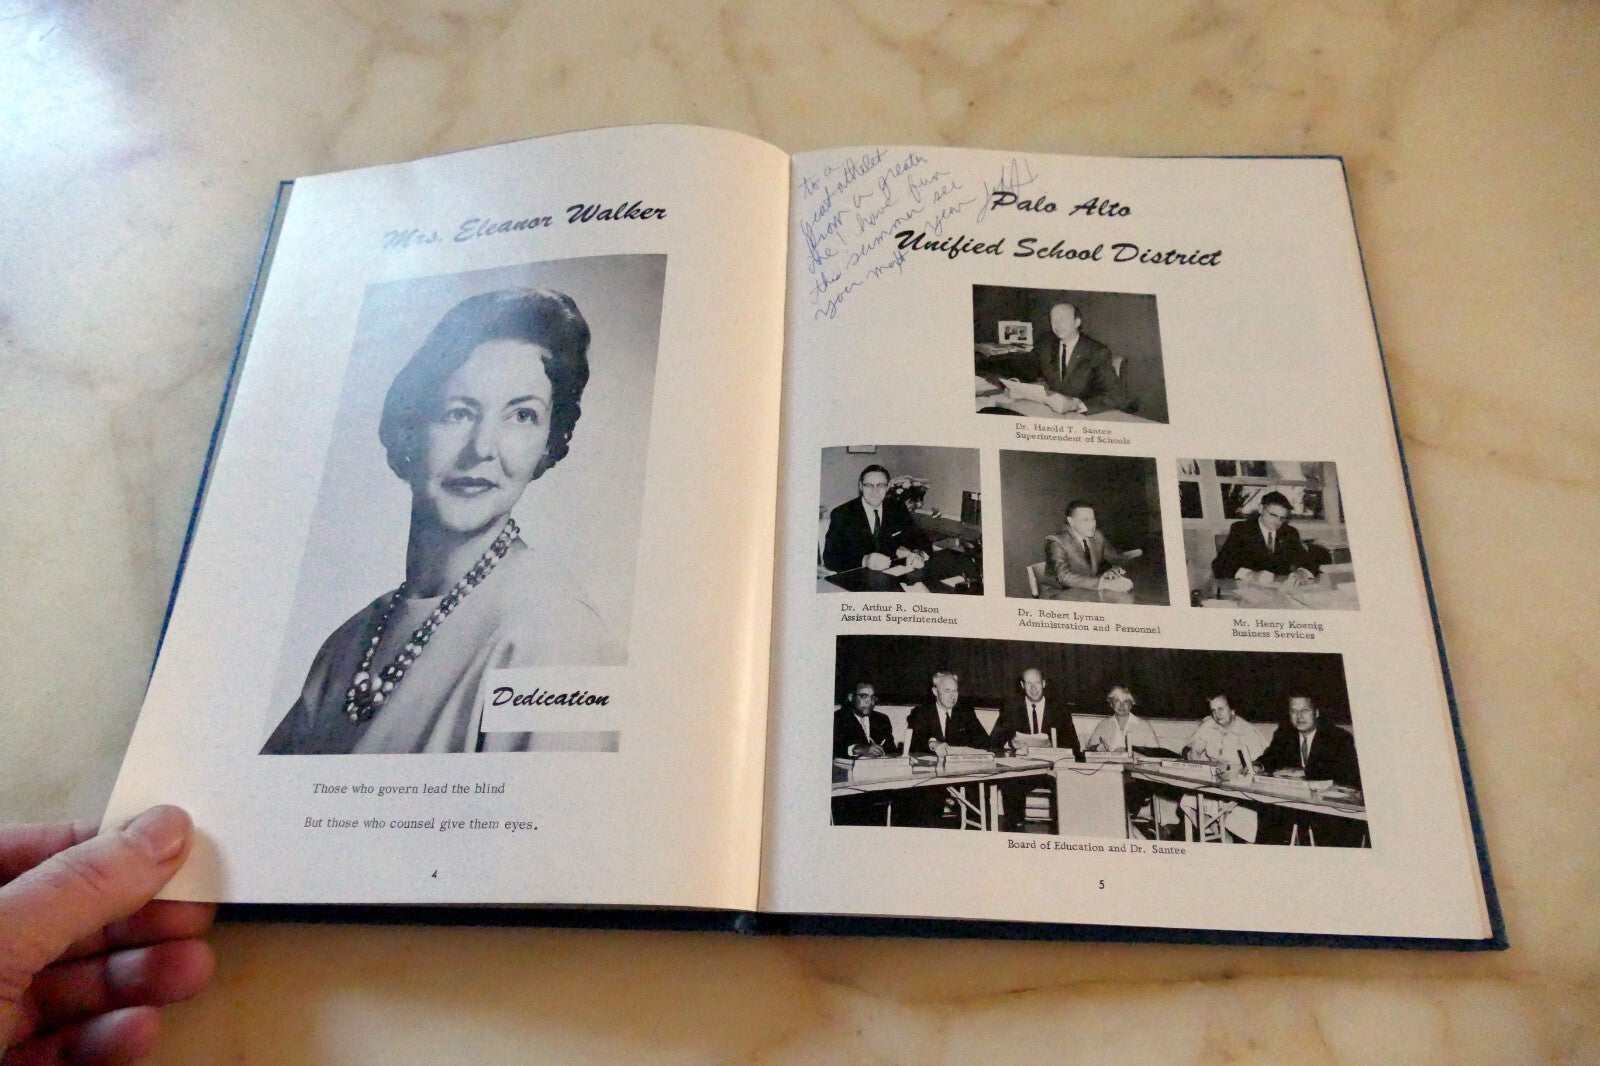 Mrs. Eleanor Walker
Dedication
Those who govern lead the blind
But those who counsel give them eyes.
4
to a
great athelet
from a greater
one! have fun
this summer see
you next year
Palo Alto
Unified School District
Dr. Harold T. Santee
Superintendent of Schools
Dr. Arthur R. Olson
Assistant Superintendent
Dr. Robert Lyman
Administration and Personnel
Mr. Henry Koenig
Business Services
Board of Education and Dr. Santee
5